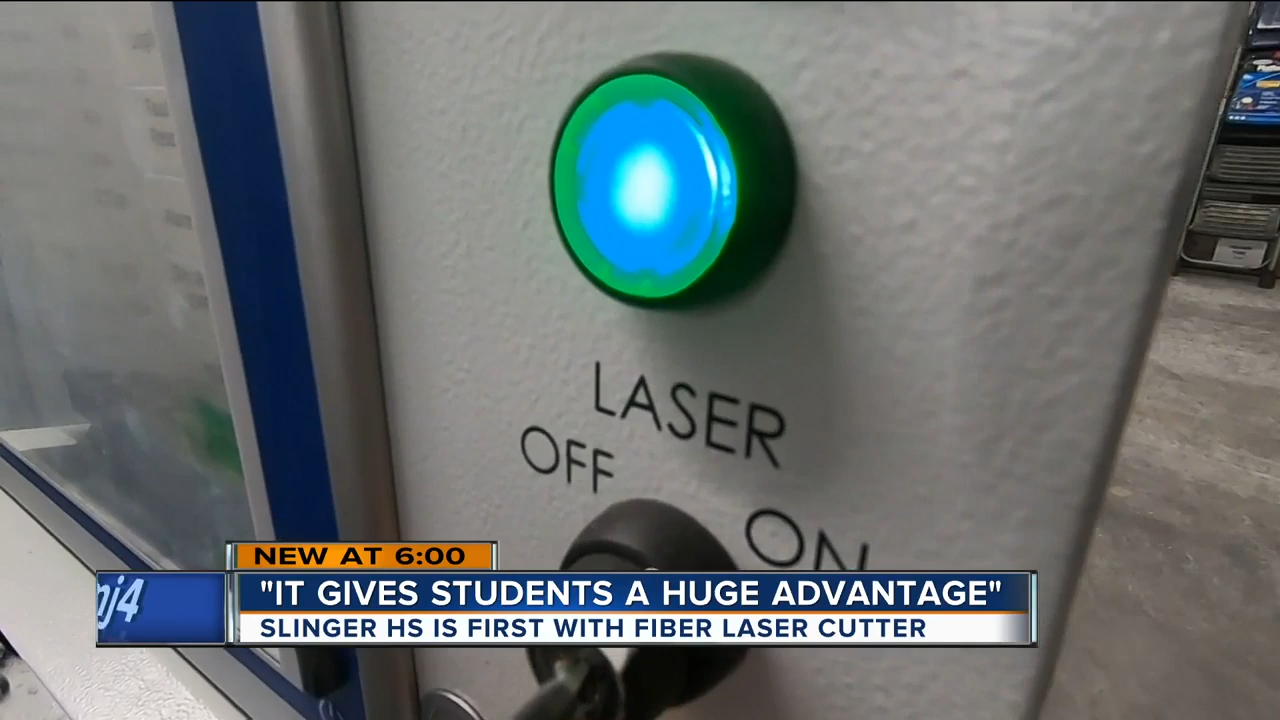 LASER
OFF
ON
NEW AT 6:00
nj4
"IT GIVES STUDENTS A HUGE ADVANTAGE"
SLINGER HS IS FIRST WITH FIBER LASER CUTTER